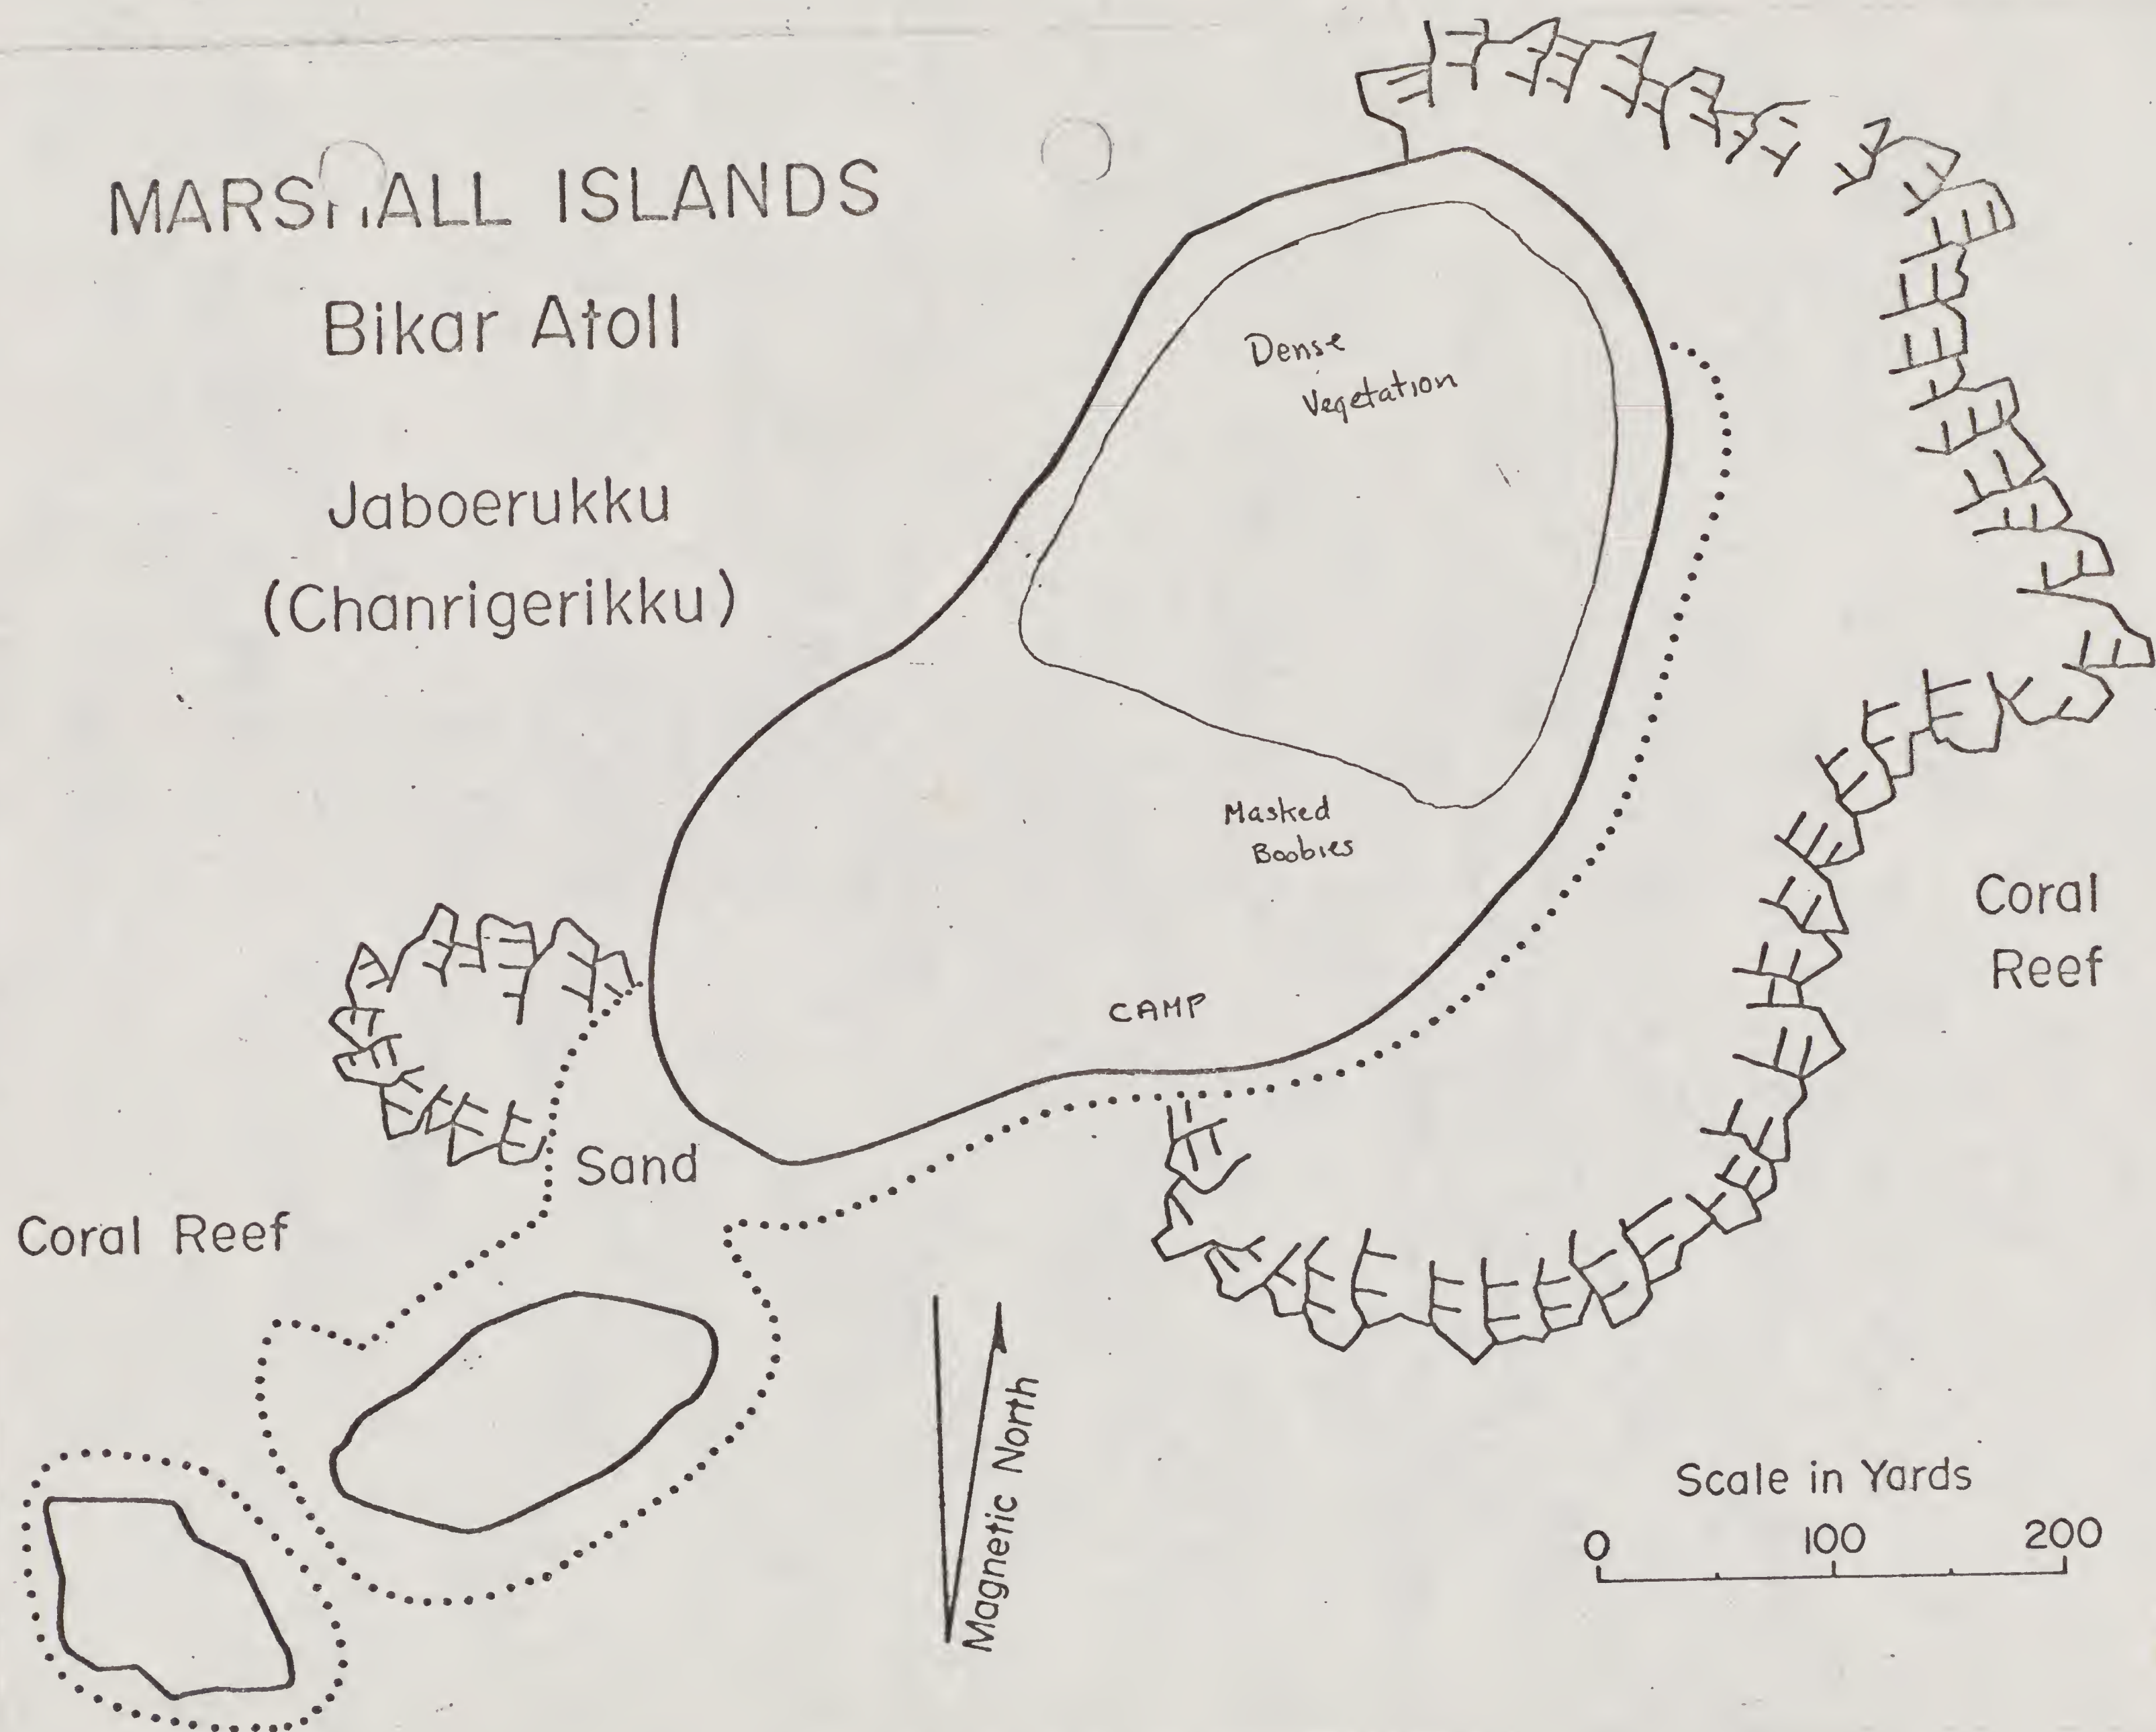 MARSHALL ISLANDS
Bikar Atoll
Jaboerukku
(Chanrigerikku)
Dense
Vegetation
Masked
Boobies
CAMP
Coral
Reef
Sand
Coral Reef
Magnetic North
Scale in Yards
0 100 200